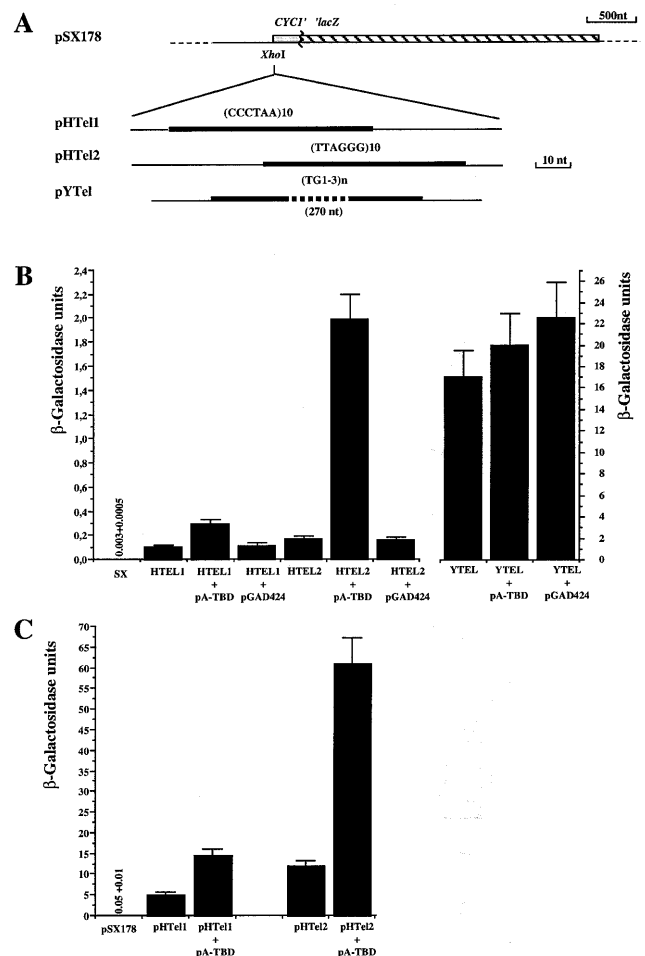 A
CYC1' 'lacZ
500nt
pSX178
XhoI
(CCCTAA)10
pHTel1
(TTAGGG)10
pHTel2
10 nt
(TG1-3)n
pYTel
(270 nt)
B
β-Galactosidase units
2,4
2,2
2,0
1,8
1,6
1,4
1,2
1,0
0,8
0,6
0,4
0,2
0,0
0.003+0.0005
SX
HTEL1
HTEL1 + pA-TBD
HTEL1 + pGAD424
HTEL2
HTEL2 + pA-TBD
HTEL2 + pGAD424
YTEL
YTEL + pA-TBD
YTEL + pGAD424
26
24
22
20
18
16
14
12
10
8
6
4
2
0
β-Galactosidase units
C
β-Galactosidase units
70
65
60
55
50
45
40
35
30
25
20
15
10
5
0
0.05 +0.01
pSX178
pHTel1
pHTel1 + pA-TBD
pHTel2
pHTel2 + pA-TBD